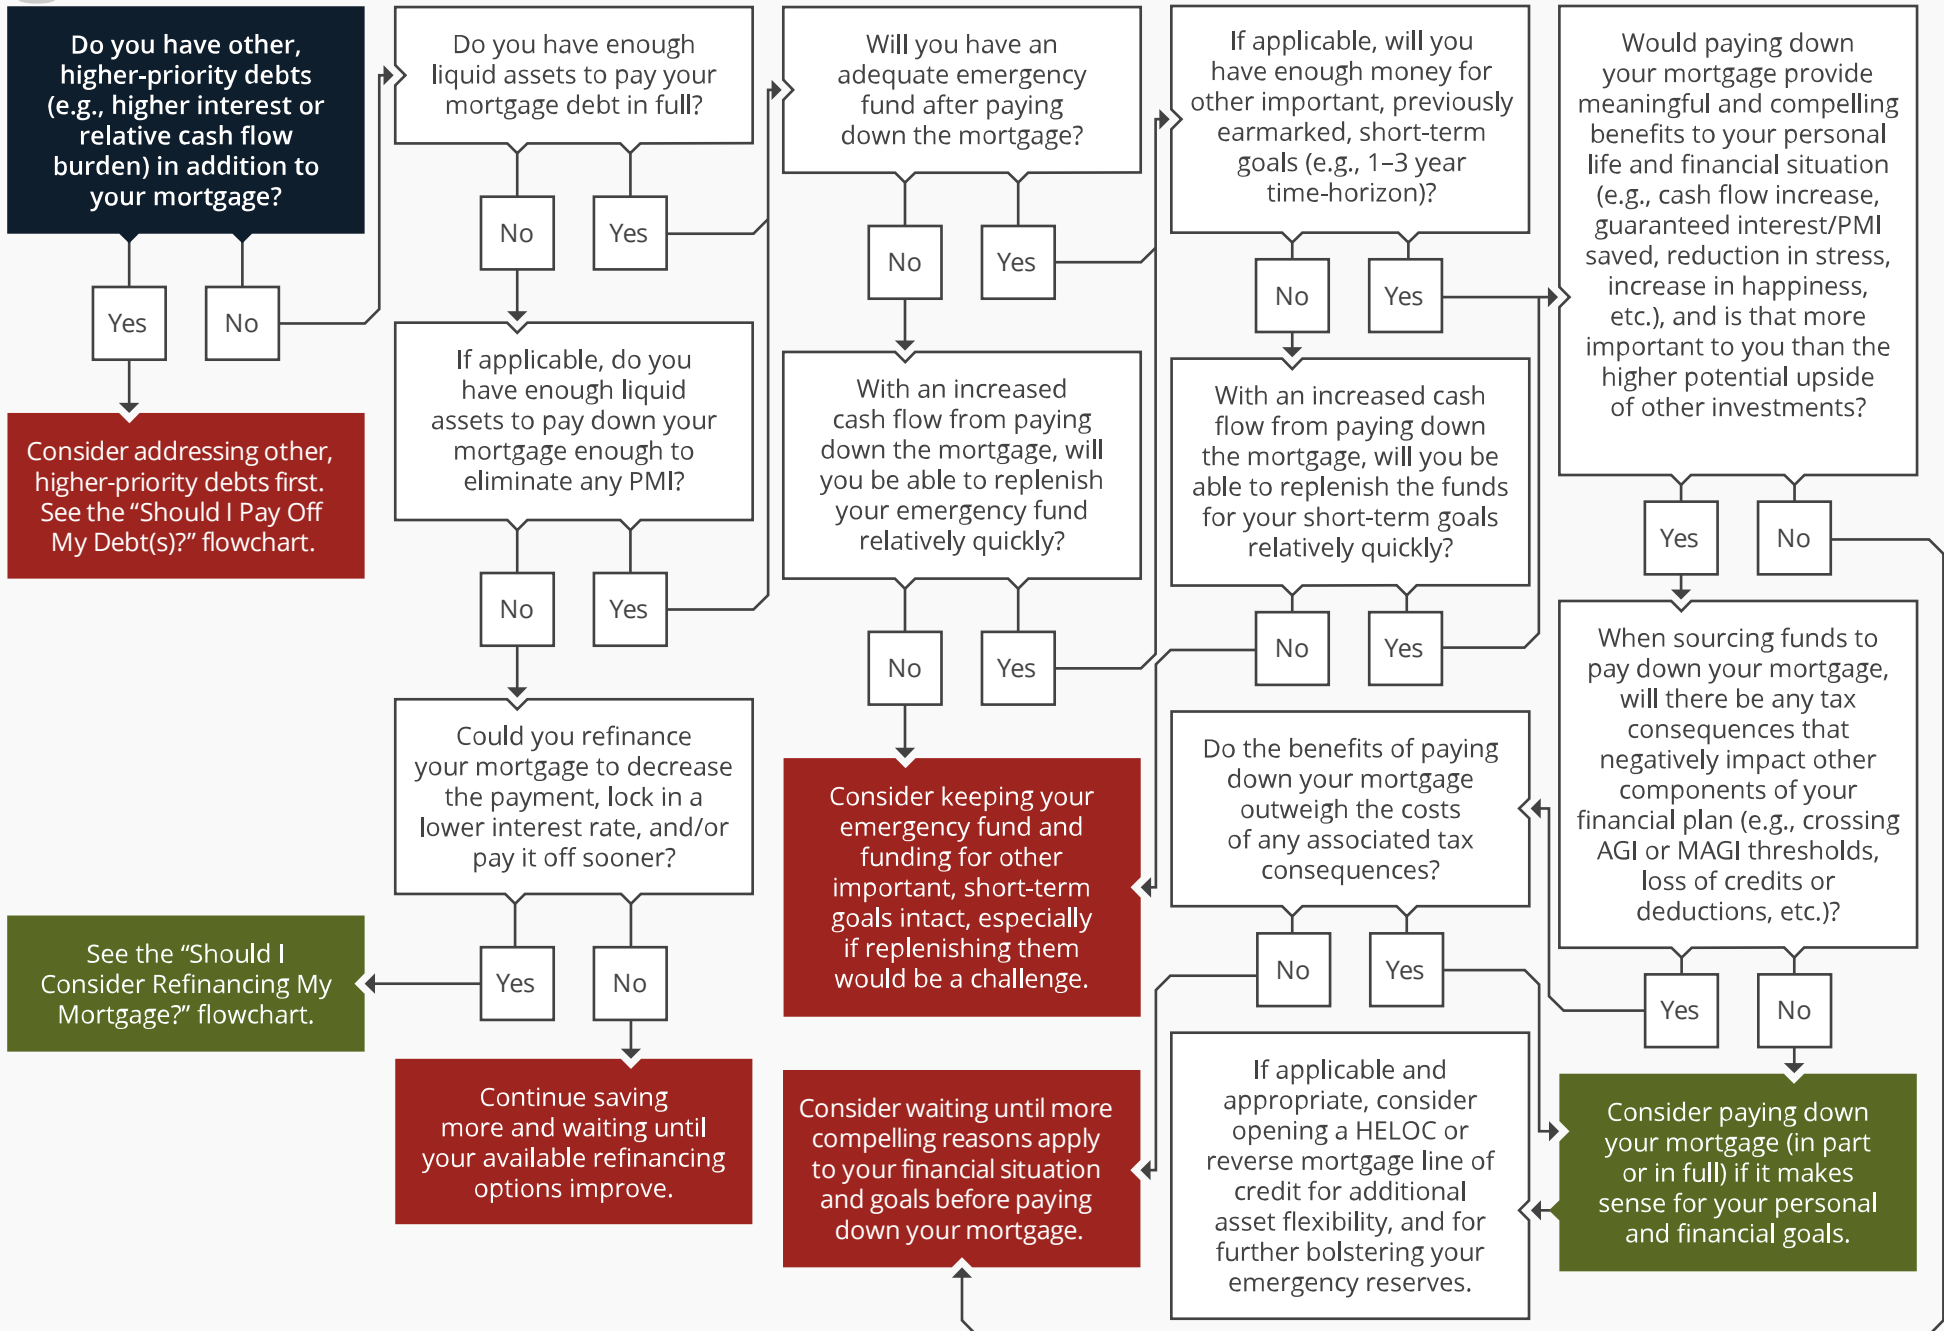 Do you have other,
higher-priority debts
(e.g., higher interest or
relative cash flow
burden) in addition to
your mortgage?
Yes
No
Consider addressing other,
higher-priority debts first.
See the “Should I Pay Off
My Debt(s)?” flowchart.
See the “Should I
Consider Refinancing My
Mortgage?” flowchart.
Do you have enough
liquid assets to pay your
mortgage debt in full?
No
Yes
If applicable, do you
have enough liquid
assets to pay down your
mortgage enough to
eliminate any PMI?
No
Yes
Could you refinance
your mortgage to decrease
the payment, lock in a
lower interest rate, and/or
pay it off sooner?
Yes
No
Continue saving
more and waiting until
your available refinancing
options improve.
Will you have an
adequate emergency
fund after paying
down the mortgage?
No
Yes
With an increased
cash flow from paying
down the mortgage, will
you be able to replenish
your emergency fund
relatively quickly?
No
Yes
Consider keeping your
emergency fund and
funding for other
important, short-term
goals intact, especially
if replenishing them
would be a challenge.
Consider waiting until more
compelling reasons apply
to your financial situation
and goals before paying
down your mortgage.
If applicable, will you
have enough money for
other important, previously
earmarked, short-term
goals (e.g., 1–3 year
time-horizon)?
No
Yes
With an increased cash
flow from paying down
the mortgage, will you be
able to replenish the funds
for your short-term goals
relatively quickly?
No
Yes
Do the benefits of paying
down your mortgage
outweigh the costs
of any associated tax
consequences?
No
Yes
If applicable and
appropriate, consider
opening a HELOC or
reverse mortgage line of
credit for additional
asset flexibility, and for
further bolstering your
emergency reserves.
Would paying down
your mortgage provide
meaningful and compelling
benefits to your personal
life and financial situation
(e.g., cash flow increase,
guaranteed interest/PMI
saved, reduction in stress,
increase in happiness,
etc.), and is that more
important to you than the
higher potential upside
of other investments?
Yes
No
When sourcing funds to
pay down your mortgage,
will there be any tax
consequences that
negatively impact other
components of your
financial plan (e.g., crossing
AGI or MAGI thresholds,
loss of credits or
deductions, etc.)?
Yes
No
Consider paying down
your mortgage (in part
or in full) if it makes
sense for your personal
and financial goals.